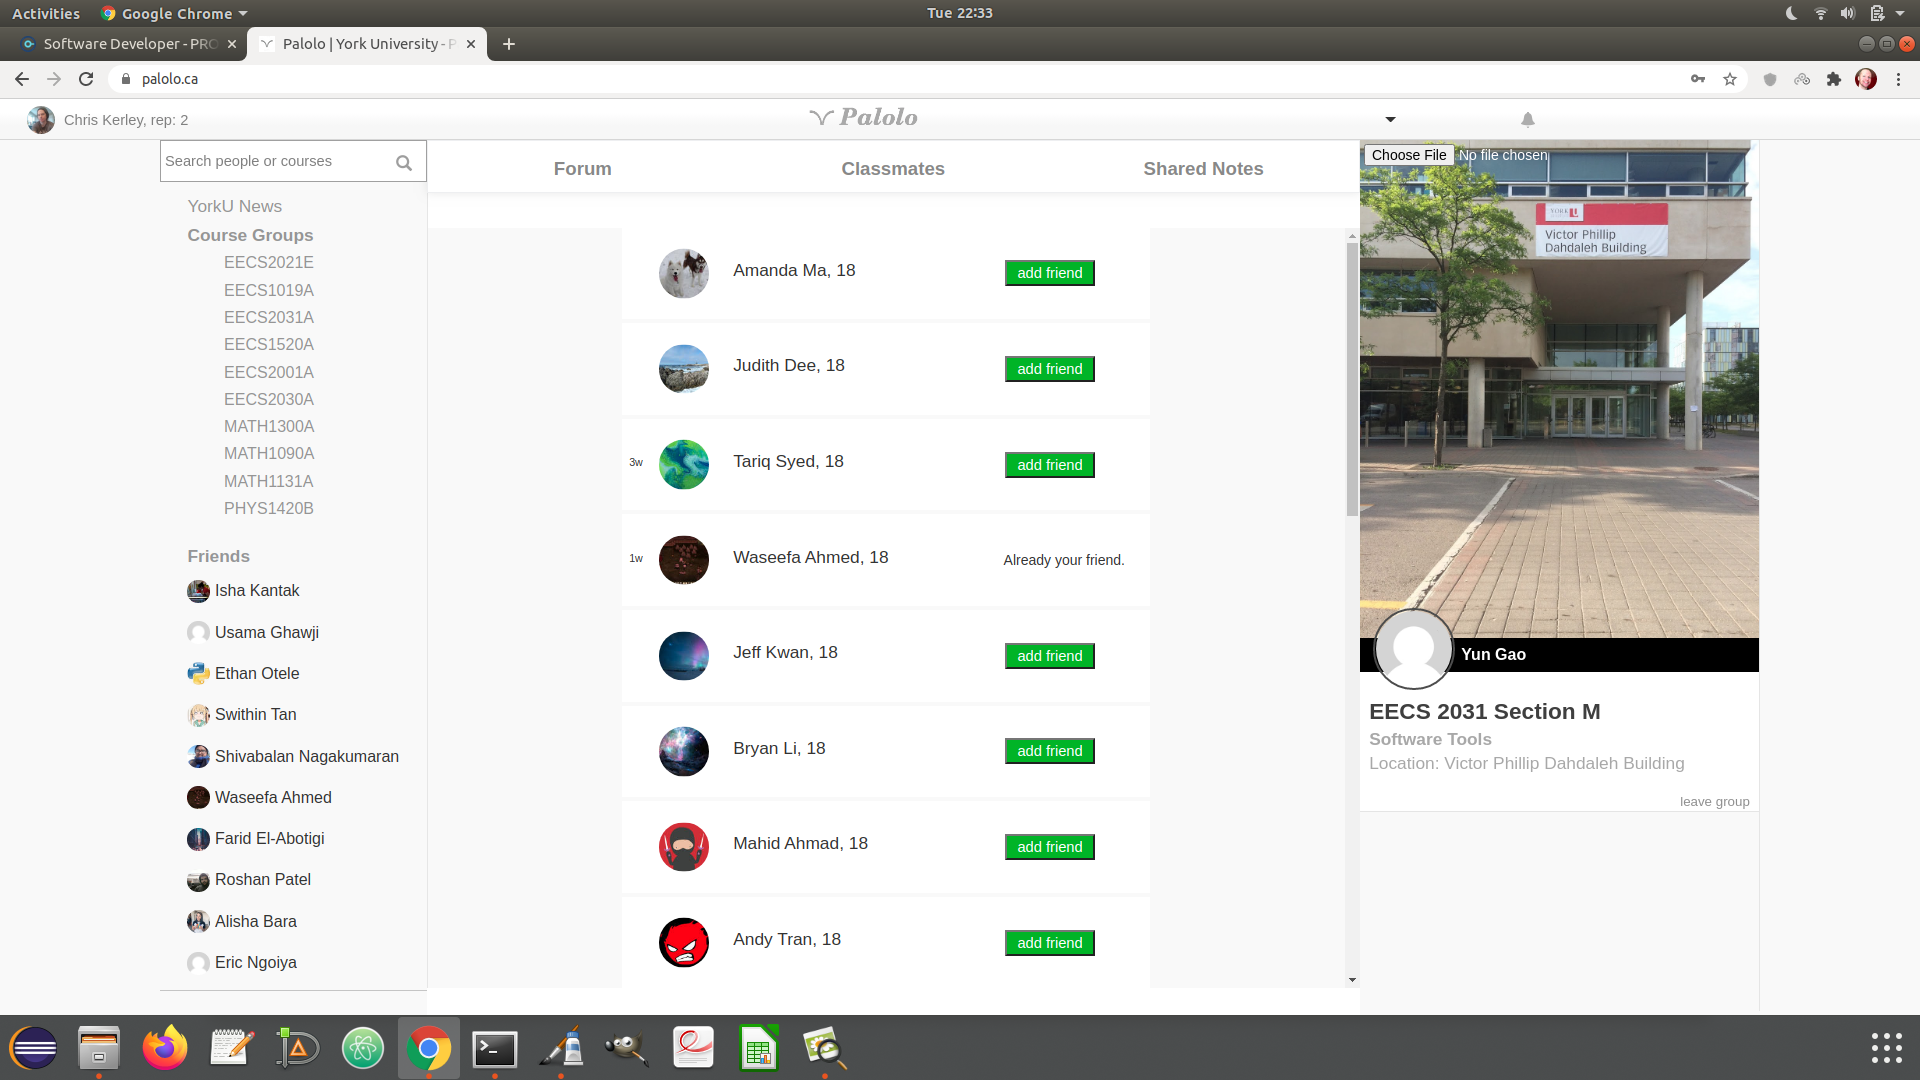 Activities
Google Chrome
Tue 22:33
Software Developer - PRO
Palolo | York University - P
palolo.ca
Chris Kerley, rep: 2
Palolo
Search people or courses
YorkU News
Course Groups
EECS2021E
EECS1019A
EECS2031A
EECS1520A
EECS2001A
EECS2030A
MATH1300A
MATH1090A
MATH1131A
PHYS1420B
Friends
Isha Kantak
Usama Ghawji
Ethan Otele
Swithin Tan
Shivabalan Nagakumaran
Waseefa Ahmed
Farid El-Abotigi
Roshan Patel
Alisha Bara
Eric Ngoiya
Forum
Classmates
Shared Notes
Amanda Ma, 18
add friend
Judith Dee, 18
add friend
3w
Tariq Syed, 18
add friend
1w
Waseefa Ahmed, 18
Already your friend.
Jeff Kwan, 18
add friend
Bryan Li, 18
add friend
Mahid Ahmad, 18
add friend
Andy Tran, 18
add friend
Choose File No file chosen
YORK U
Victor Phillip
Dahdaleh Building
Yun Gao
EECS 2031 Section M
Software Tools
Location: Victor Phillip Dahdaleh Building
leave group